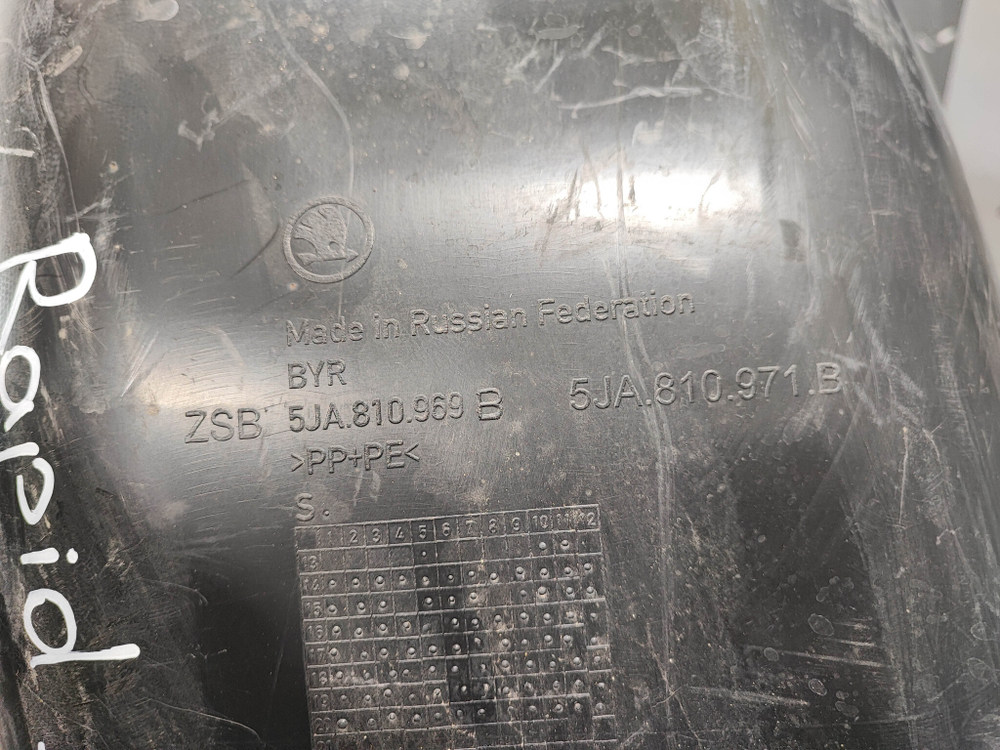 Made in Russian Federation
BYR
ZSB 5JA.810.969 B 5JA.810.971.B
>PP+PE<
S.
1 2 3 4 5 6 7 8 9 10 11 12
13
14
15
16
17
18
19
20
Rapid